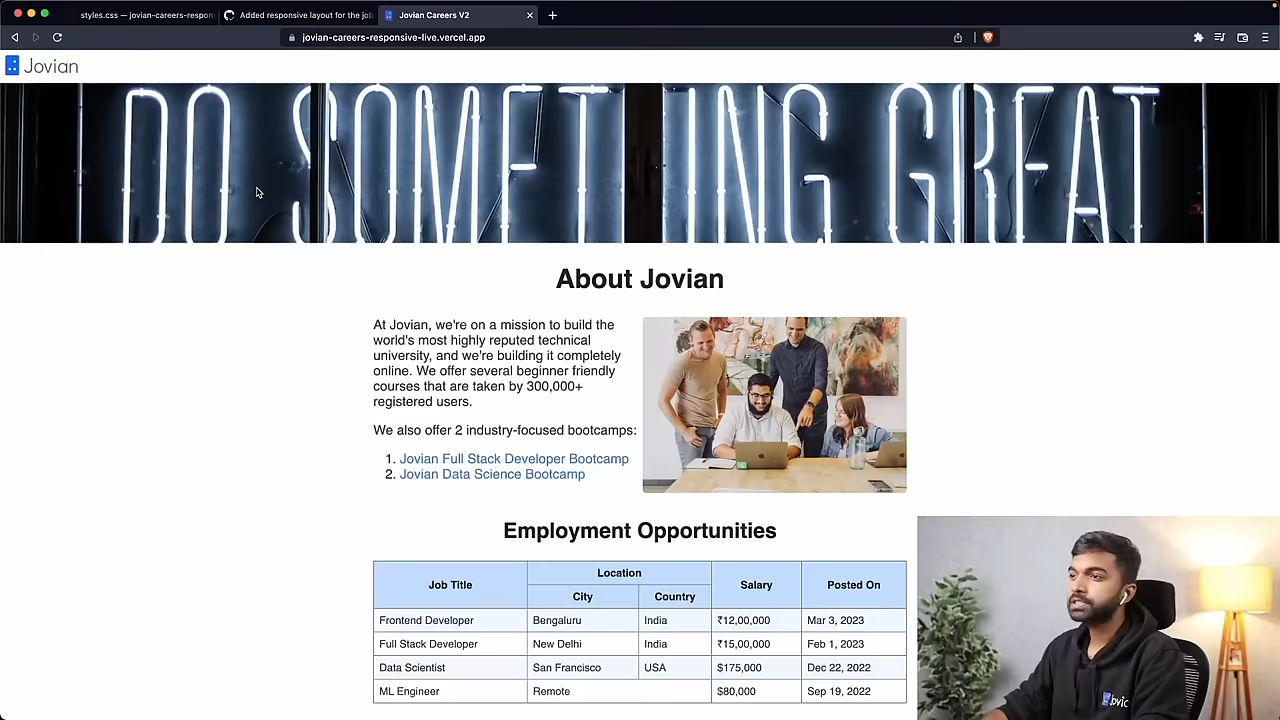 styles.css — jovian-careers-respon
Added responsive layout for the job
Jovian Careers V2
jovian-careers-responsive-live.vercel.app
Jovian
DO SOMETING GREAT
About Jovian
At Jovian, we're on a mission to build the
world's most highly reputed technical
university, and we're building it completely
online. We offer several beginner friendly
courses that are taken by 300,000+
registered users.
We also offer 2 industry-focused bootcamps:
1. Jovian Full Stack Developer Bootcamp
2. Jovian Data Science Bootcamp
Employment Opportunities
Job Title Location Salary Posted On
City Country
Frontend Developer Bengaluru India ₹12,00,000 Mar 3, 2023
Full Stack Developer New Delhi India ₹15,00,000 Feb 1, 2023
Data Scientist San Francisco USA $175,000 Dec 22, 2022
ML Engineer Remote $80,000 Sep 19, 2022